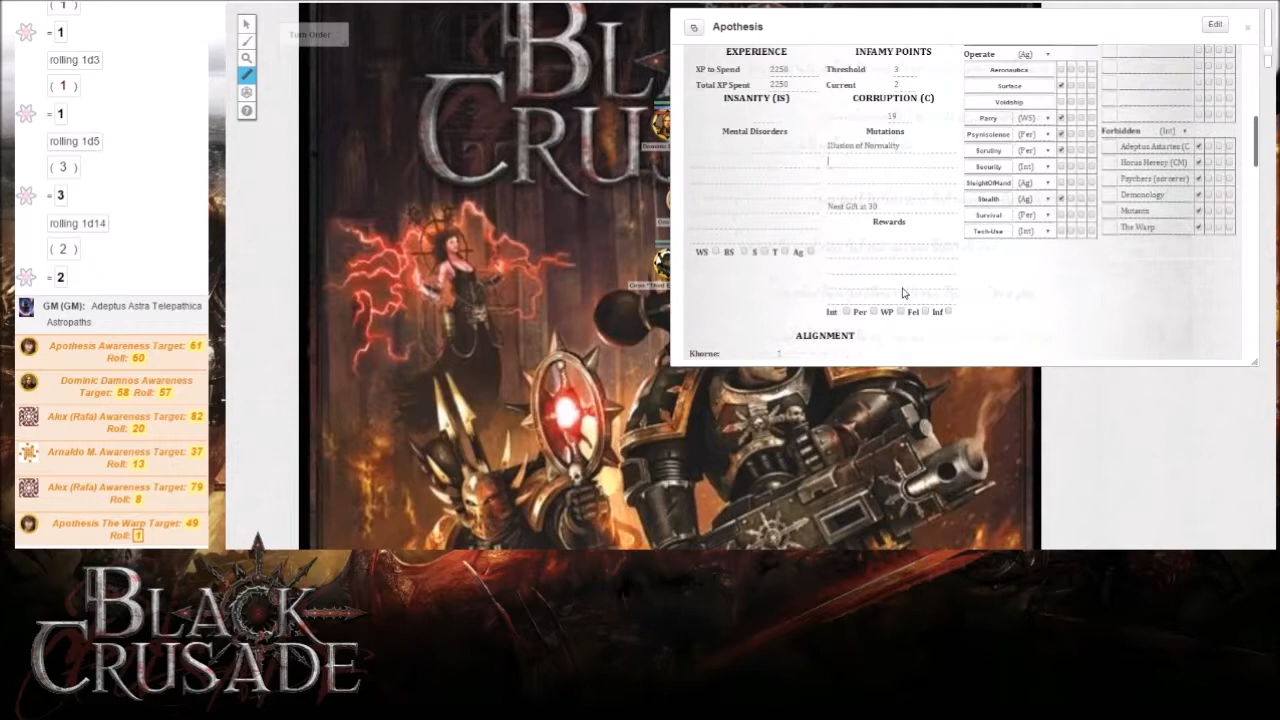 ( 1 )
= 1
rolling 1d3
( 1
= 1
rolling 1d5
( 3 )
= 3
rolling 1d14
( 2 )
= 2
GM (GM): Adeptus Astra Telepathica
Astropaths
Apothesis Awareness Target: 61
Roll: 60
Dominic Damnos Awareness
Target: 58 Roll: 57
Alex (Rafa) Awareness Target: 82
Roll: 20
Arnaldo M. Awareness Target: 37
Roll: 13
Alex (Rafa) Awareness Target: 79
Roll: 8
Apothesis The Warp Target: 49
Roll: 1
Turn Order
BLA
CRU
Apothesis
Edit
EXPERIENCE
XP to Spend 2250
Total XP Spent 2250
INSANITY (IS)
Mental Disorders
WS BS S T Ag
INFAMY POINTS
Threshold 3
Current 2
CORRUPTION (C)
19
Mutations
Illusion of Normality
Next Gift at 30
Rewards
Int Per WP Fel Inf
ALIGNMENT
Khorne: 1
Operate (Ag)
Aeronautica
Surface
Voidship
Parry (WS)
Psyniscience (Per)
Scrutiny (Per)
Security (Int)
SleightOfHand (Ag)
Stealth (Ag)
Survival (Per)
Tech-Use (Int)
Forbidden (Int)
Adeptus Astartes (C
Horus Heresy (CM)
Psychers (sorcerer)
Demonology
Mutants
The Warp
BLACK
CRUSADE